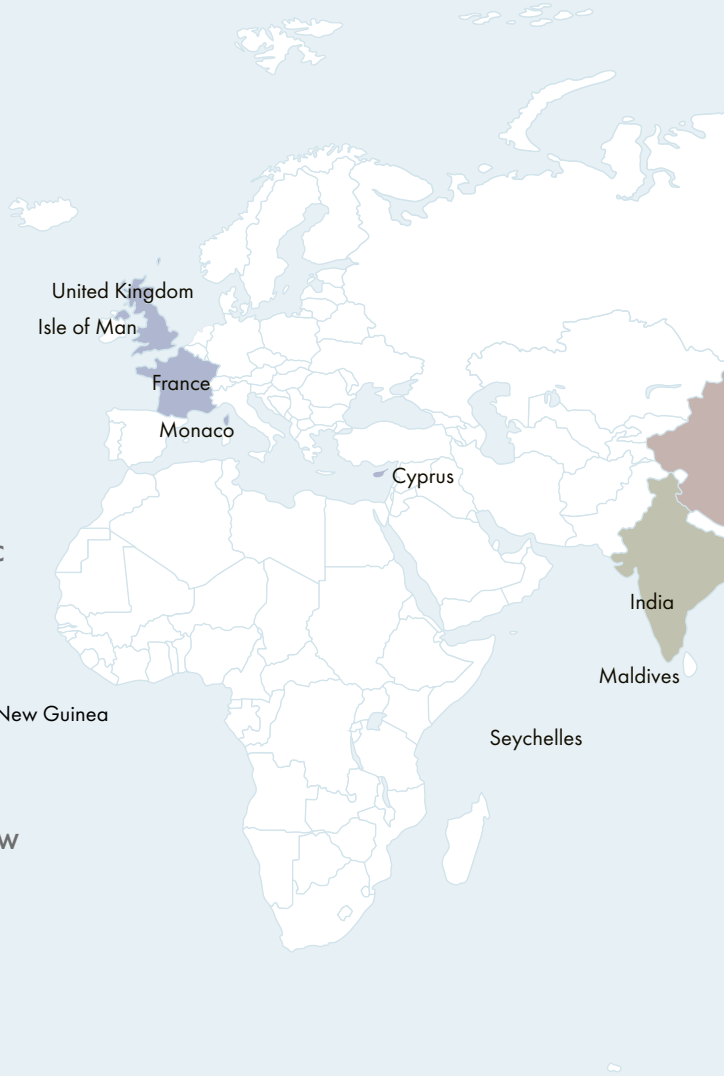 United Kingdom
Isle of Man
France
Monaco
Cyprus
c
India
Maldives
New Guinea
Seychelles
w